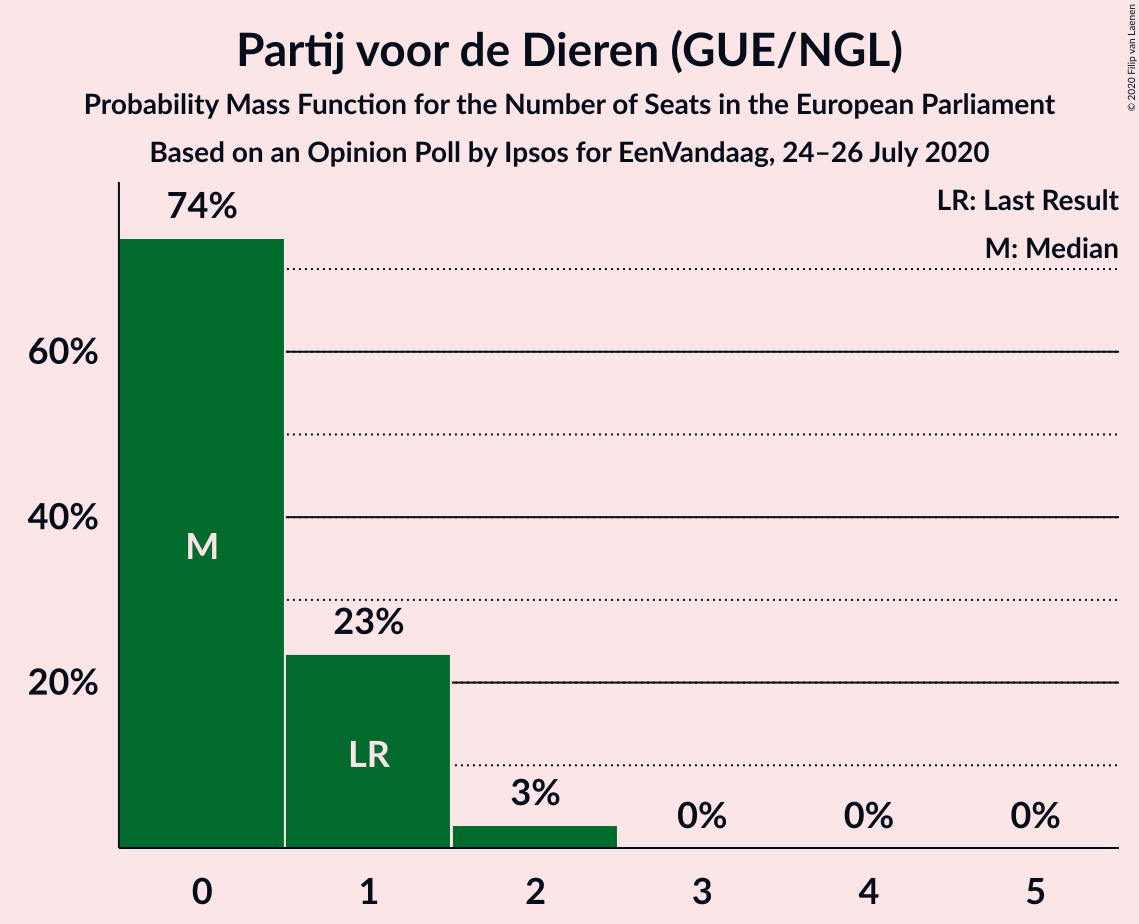 Partij voor de Dieren (GUE/NGL)
Probability Mass Function for the Number of Seats in the European Parliament
Based on an Opinion Poll by Ipsos for EenVandaag, 24–26 July 2020
© 2020 Filip van Laenen
LR: Last Result
M: Median
74%
60%
40%
20%
M
23%
LR
3%
0%
0%
0%
0
1
2
3
4
5